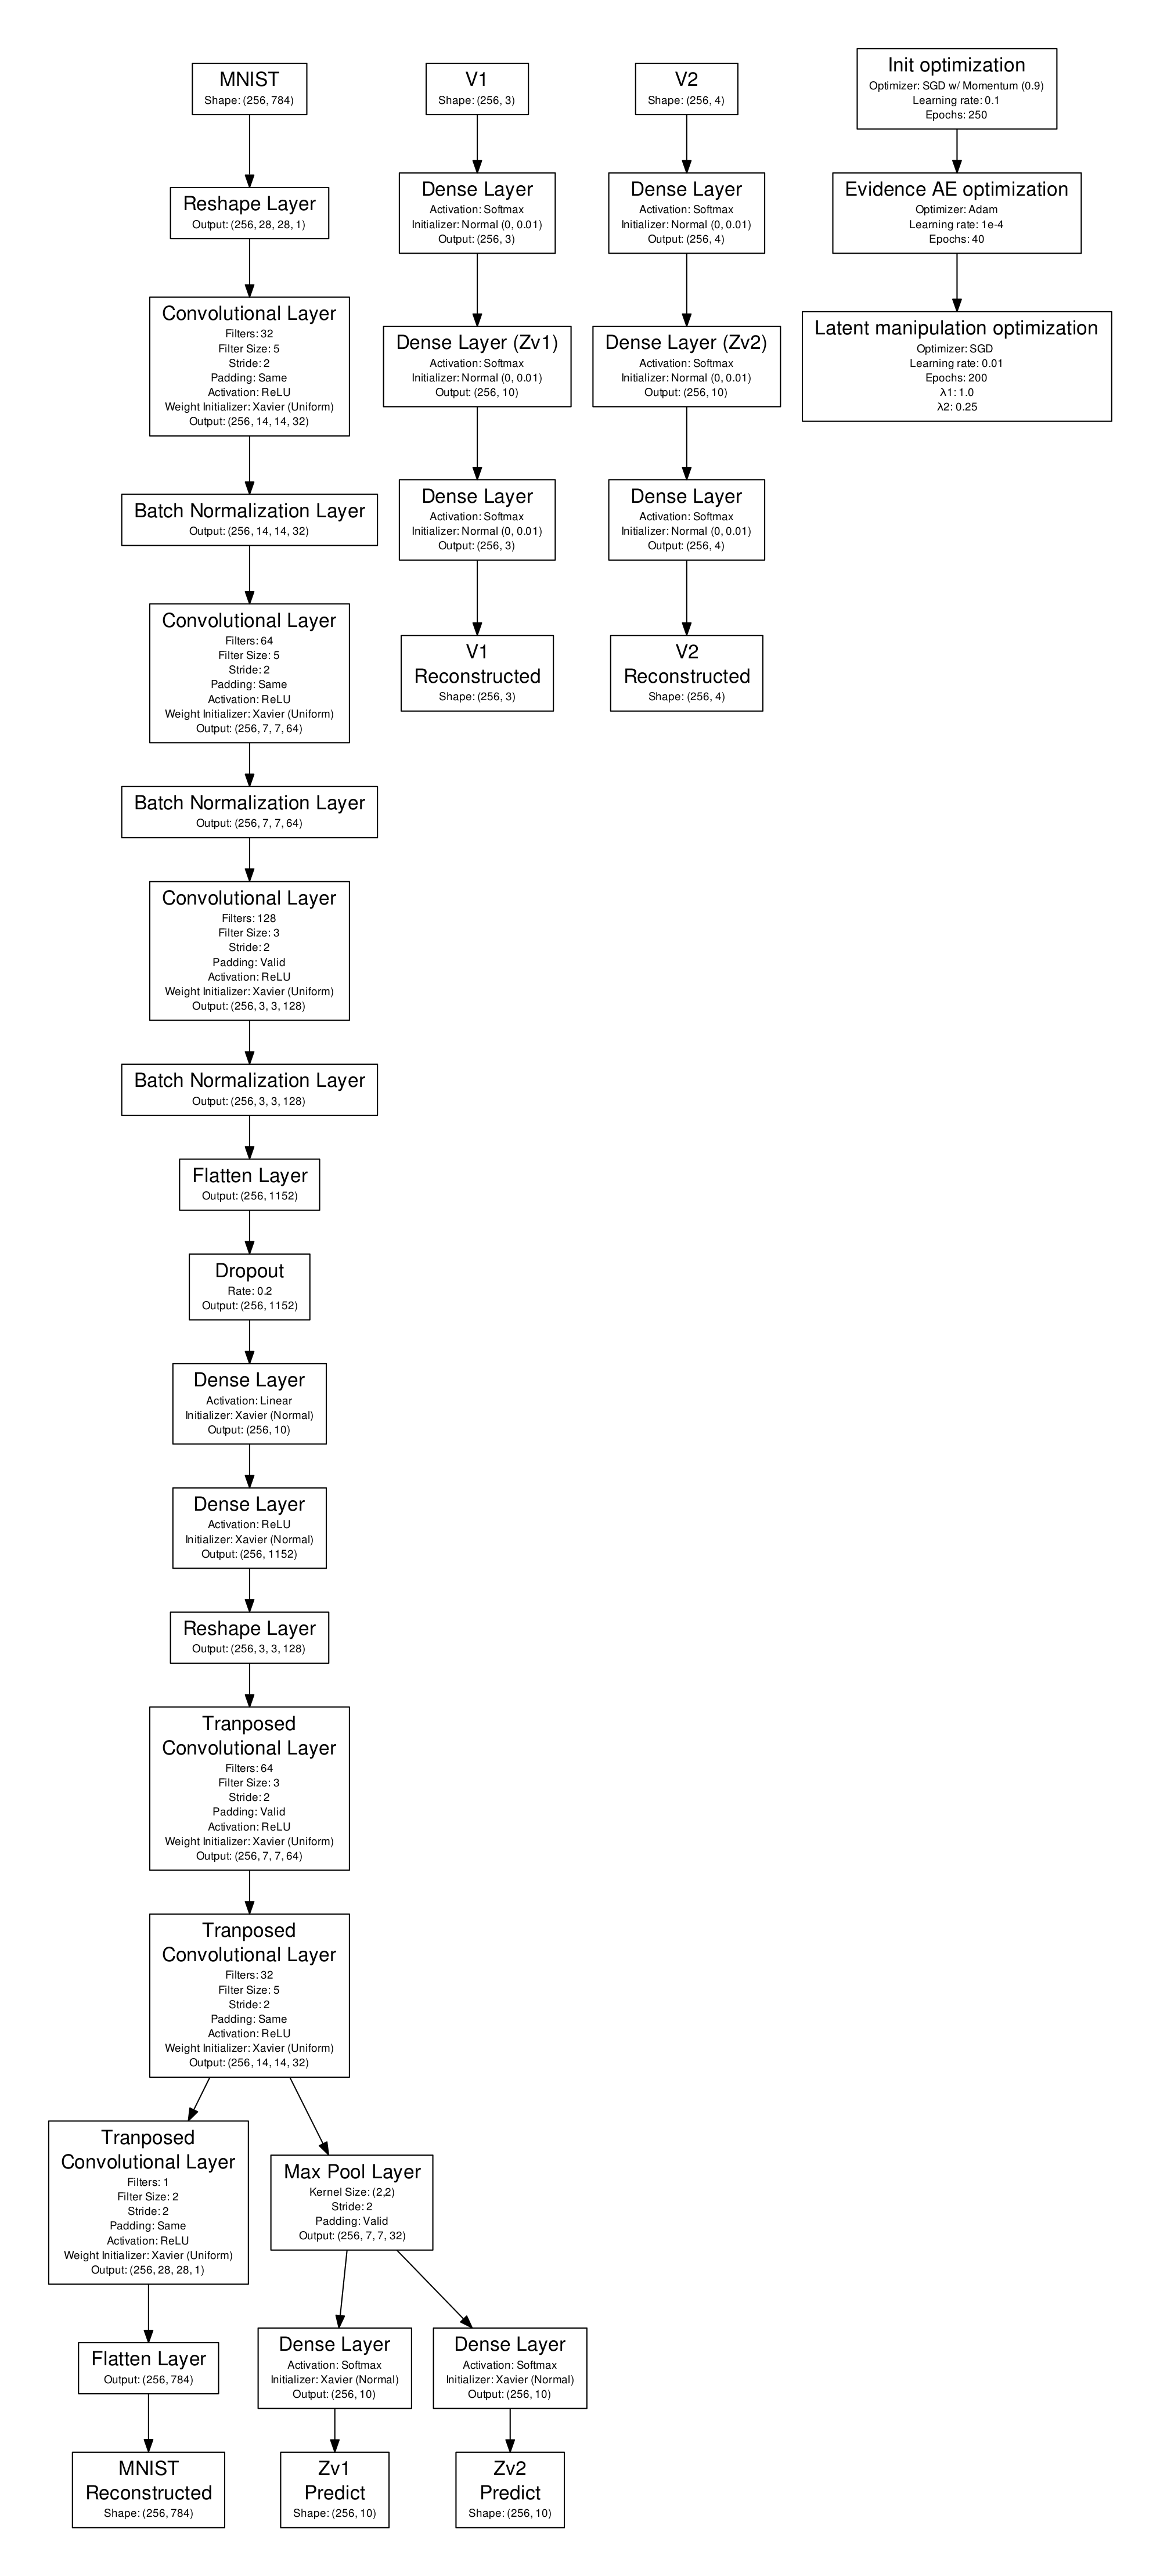 MNIST
Shape: (256, 784)
Reshape Layer
Output: (256, 28, 28, 1)
Convolutional Layer
Filters: 32
Filter Size: 5
Stride: 2
Padding: Same
Activation: ReLU
Weight Initializer: Xavier (Uniform)
Output: (256, 14, 14, 32)
Batch Normalization Layer
Output: (256, 14, 14, 32)
Convolutional Layer
Filters: 64
Filter Size: 5
Stride: 2
Padding: Same
Activation: ReLU
Weight Initializer: Xavier (Uniform)
Output: (256, 7, 7, 64)
Batch Normalization Layer
Output: (256, 7, 7, 64)
Convolutional Layer
Filters: 128
Filter Size: 3
Stride: 2
Padding: Valid
Activation: ReLU
Weight Initializer: Xavier (Uniform)
Output: (256, 3, 3, 128)
Batch Normalization Layer
Output: (256, 3, 3, 128)
Flatten Layer
Output: (256, 1152)
Dropout
Rate: 0.2
Output: (256, 1152)
Dense Layer
Activation: Linear
Initializer: Xavier (Normal)
Output: (256, 10)
Dense Layer
Activation: ReLU
Initializer: Xavier (Normal)
Output: (256, 1152)
Reshape Layer
Output: (256, 3, 3, 128)
Tranposed
Convolutional Layer
Filters: 64
Filter Size: 3
Stride: 2
Padding: Valid
Activation: ReLU
Weight Initializer: Xavier (Uniform)
Output: (256, 7, 7, 64)
Tranposed
Convolutional Layer
Filters: 32
Filter Size: 5
Stride: 2
Padding: Same
Activation: ReLU
Weight Initializer: Xavier (Uniform)
Output: (256, 14, 14, 32)
Tranposed
Convolutional Layer
Filters: 1
Filter Size: 2
Stride: 2
Padding: Same
Activation: ReLU
Weight Initializer: Xavier (Uniform)
Output: (256, 28, 28, 1)
Flatten Layer
Output: (256, 784)
MNIST
Reconstructed
Shape: (256, 784)
Max Pool Layer
Kernel Size: (2,2)
Stride: 2
Padding: Valid
Output: (256, 7, 7, 32)
Dense Layer
Activation: Softmax
Initializer: Xavier (Normal)
Output: (256, 10)
Zv1
Predict
Shape: (256, 10)
Dense Layer
Activation: Softmax
Initializer: Xavier (Normal)
Output: (256, 10)
Zv2
Predict
Shape: (256, 10)
V1
Shape: (256, 3)
Dense Layer
Activation: Softmax
Initializer: Normal (0, 0.01)
Output: (256, 3)
Dense Layer (Zv1)
Activation: Softmax
Initializer: Normal (0, 0.01)
Output: (256, 10)
Dense Layer
Activation: Softmax
Initializer: Normal (0, 0.01)
Output: (256, 3)
V1
Reconstructed
Shape: (256, 3)
V2
Shape: (256, 4)
Dense Layer
Activation: Softmax
Initializer: Normal (0, 0.01)
Output: (256, 4)
Dense Layer (Zv2)
Activation: Softmax
Initializer: Normal (0, 0.01)
Output: (256, 10)
Dense Layer
Activation: Softmax
Initializer: Normal (0, 0.01)
Output: (256, 4)
V2
Reconstructed
Shape: (256, 4)
Init optimization
Optimizer: SGD w/ Momentum (0.9)
Learning rate: 0.1
Epochs: 250
Evidence AE optimization
Optimizer: Adam
Learning rate: 1e-4
Epochs: 40
Latent manipulation optimization
Optimizer: SGD
Learning rate: 0.01
Epochs: 200
λ1: 1.0
λ2: 0.25